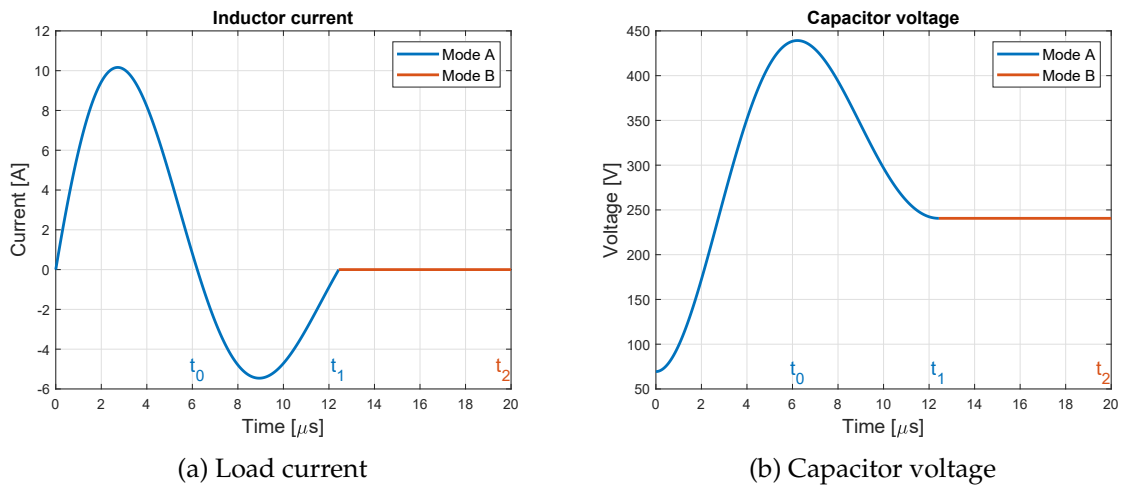 Inductor current
Mode A
Mode B
12
10
8
6
4
2
0
-2
-4
-6
Current [A]
t0
t1
t2
0 2 4 6 8 10 12 14 16 18 20
Time [μs]
(a) Load current
Capacitor voltage
Mode A
Mode B
450
400
350
300
250
200
150
100
50
Voltage [V]
t0
t1
t2
0 2 4 6 8 10 12 14 16 18 20
Time [μs]
(b) Capacitor voltage